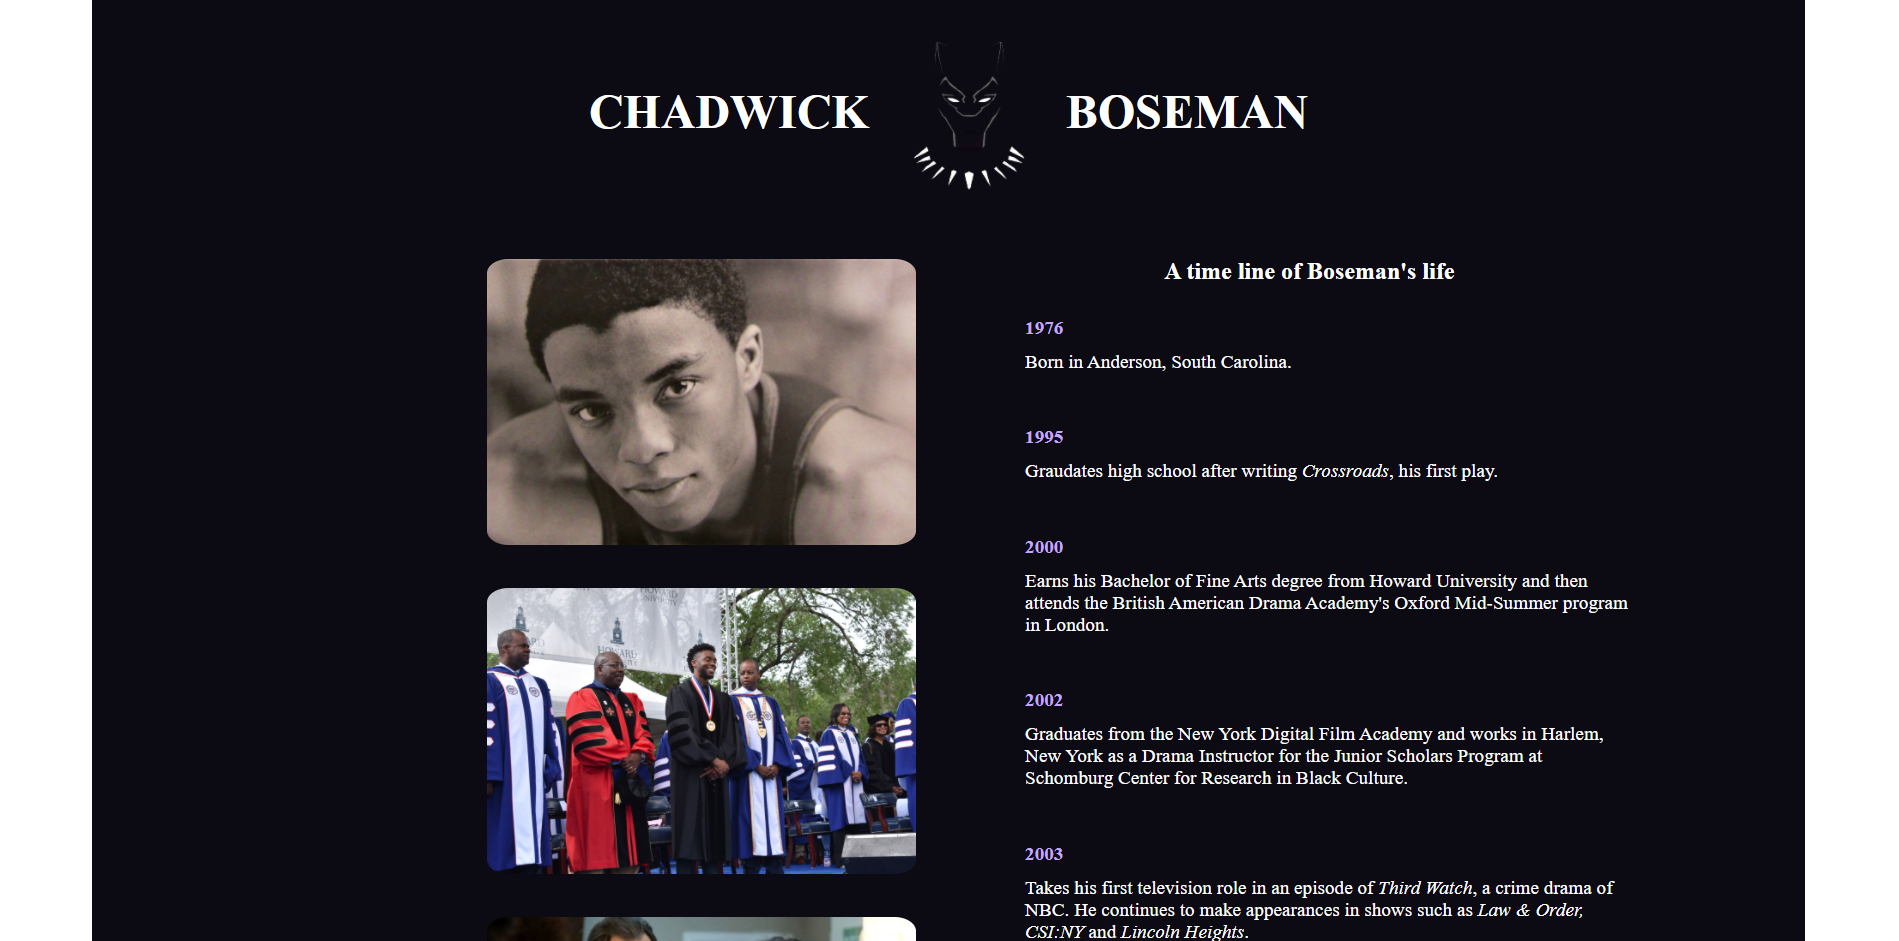 CHADWICK BOSEMAN
HOWARD
UNIVERSITY
HOWARD
A time line of Boseman's life
1976
Born in Anderson, South Carolina.
1995
Graudates high school after writing Crossroads, his first play.
2000
Earns his Bachelor of Fine Arts degree from Howard University and then
attends the British American Drama Academy's Oxford Mid-Summer program
in London.
2002
Graduates from the New York Digital Film Academy and works in Harlem,
New York as a Drama Instructor for the Junior Scholars Program at
Schomburg Center for Research in Black Culture.
2003
Takes his first television role in an episode of Third Watch, a crime drama of
NBC. He continues to make appearances in shows such as Law & Order,
CSI:NY and Lincoln Heights.